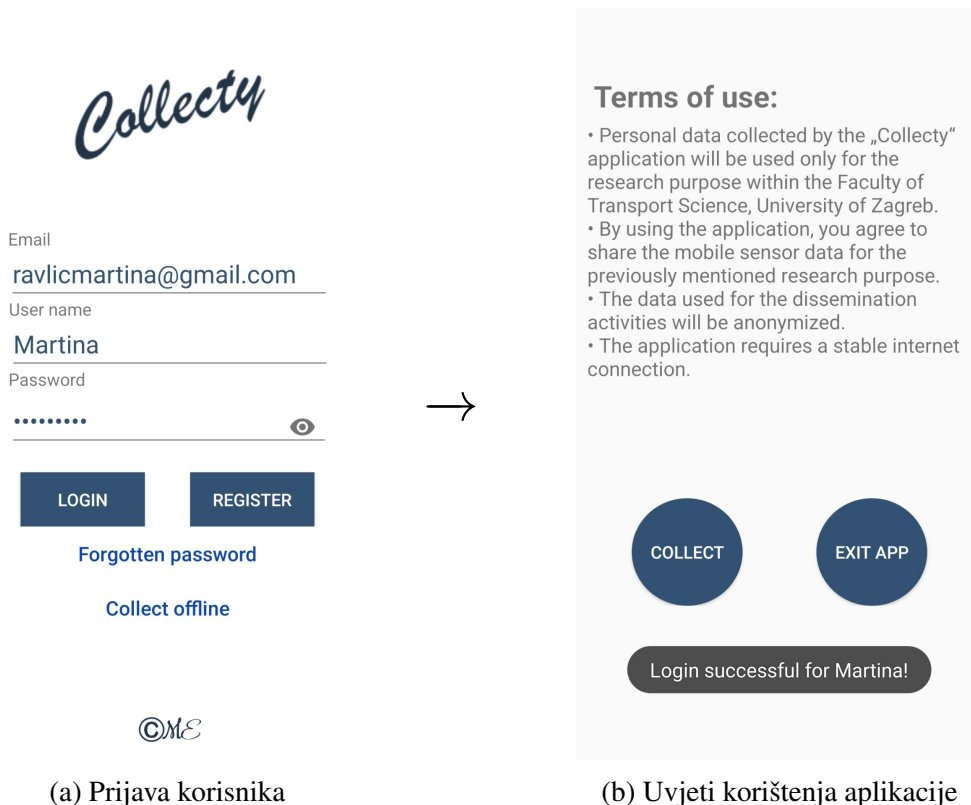 Collecty
Email
ravlicmartina@gmail.com
User name
Martina
Password
•••••••••
LOGIN
REGISTER
Forgotten password
Collect offline
©ME
(a) Prijava korisnika
→
Terms of use:
• Personal data collected by the „Collecty“
application will be used only for the
research purpose within the Faculty of
Transport Science, University of Zagreb.
• By using the application, you agree to
share the mobile sensor data for the
previously mentioned research purpose.
• The data used for the dissemination
activities will be anonymized.
• The application requires a stable internet
connection.
COLLECT
EXIT APP
Login successful for Martina!
(b) Uvjeti korištenja aplikacije